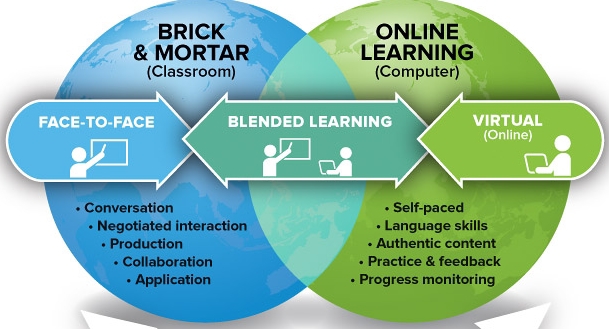 BRICK
& MORTAR
(Classroom)
ONLINE
LEARNING
(Computer)
FACE-TO-FACE
BLENDED LEARNING
VIRTUAL
(Online)
• Conversation
• Negotiated interaction
• Production
• Collaboration
• Application
• Self-paced
• Language skills
• Authentic content
• Practice & feedback
• Progress monitoring